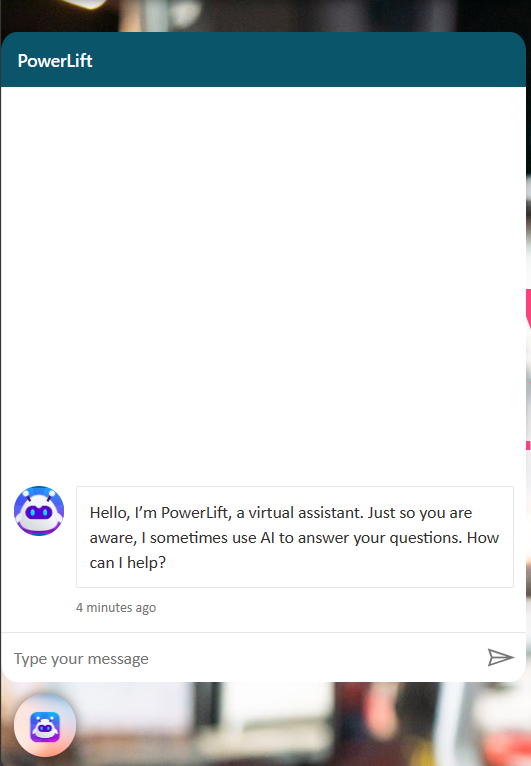 PowerLift
Hello, I’m PowerLift, a virtual assistant. Just so you are
aware, I sometimes use AI to answer your questions. How
can I help?
4 minutes ago
Type your message